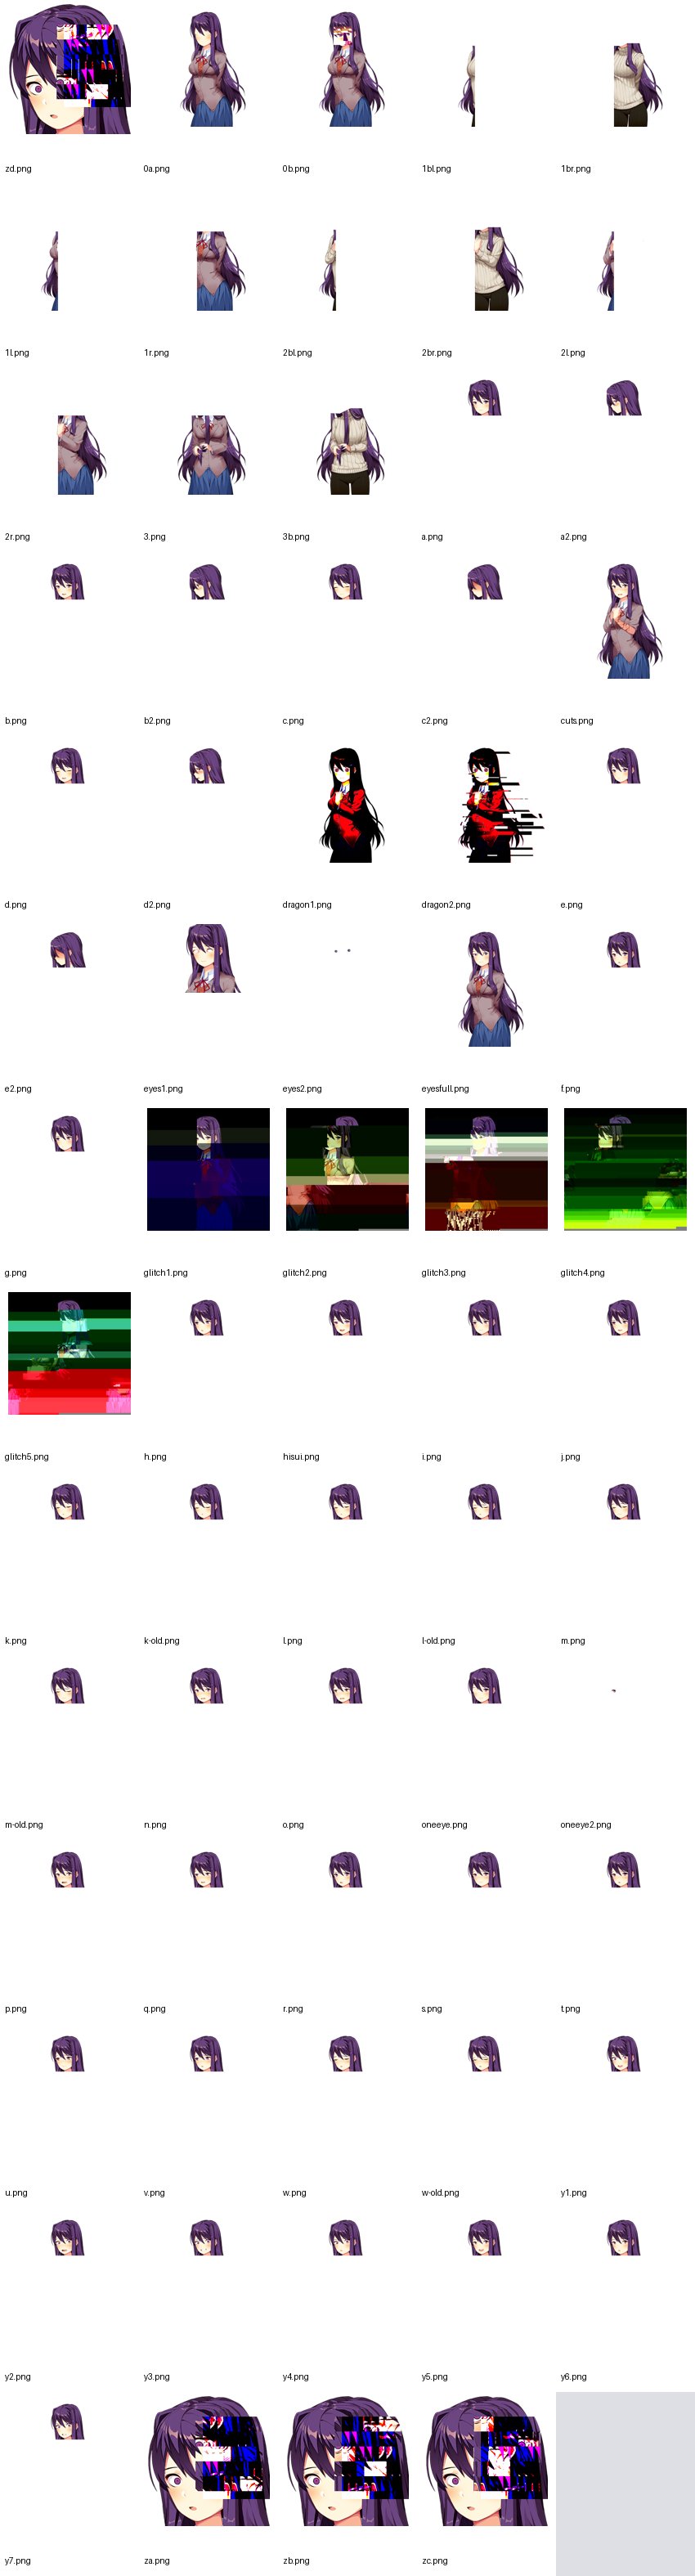 zd.png 0a.png 0b.png 1bl.png 1br.png
1l.png 1r.png 2bl.png 2br.png 2l.png
2r.png 3.png 3b.png a.png a2.png
b.png b2.png c.png c2.png cuts.png
d.png d2.png dragon1.png dragon2.png e.png
e2.png eyes1.png eyes2.png eyesfull.png f.png
g.png glitch1.png glitch2.png glitch3.png glitch4.png
glitch5.png h.png hisui.png i.png j.png
k.png k-old.png l.png l-old.png m.png
m-old.png n.png o.png oneeye.png oneeye2.png
p.png q.png r.png s.png t.png
u.png v.png w.png w-old.png y1.png
y2.png y3.png y4.png y5.png y6.png
y7.png za.png zb.png zc.png